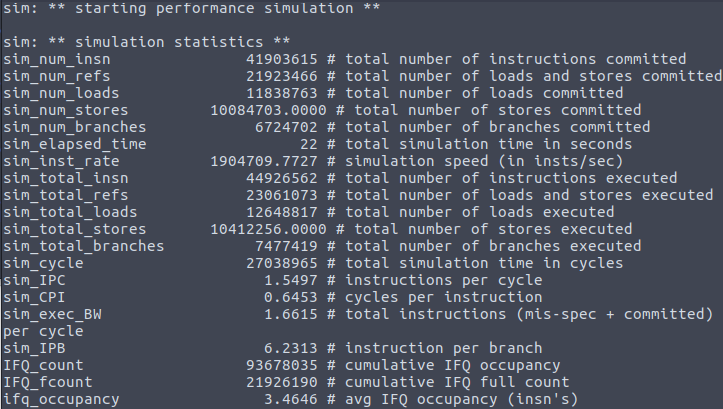 sim: ** starting performance simulation **
sim: ** simulation statistics **
sim_num_insn 41903615 # total number of instructions committed
sim_num_refs 21923466 # total number of loads and stores committed
sim_num_loads 11838763 # total number of loads committed
sim_num_stores 10084703.0000 # total number of stores committed
sim_num_branches 6724702 # total number of branches committed
sim_elapsed_time 22 # total simulation time in seconds
sim_inst_rate 1904709.7727 # simulation speed (in insts/sec)
sim_total_insn 44926562 # total number of instructions executed
sim_total_refs 23061073 # total number of loads and stores executed
sim_total_loads 12648817 # total number of loads executed
sim_total_stores 10412256.0000 # total number of stores executed
sim_total_branches 7477419 # total number of branches executed
sim_cycle 27038965 # total simulation time in cycles
sim_IPC 1.5497 # instructions per cycle
sim_CPI 0.6453 # cycles per instruction
sim_exec_BW 1.6615 # total instructions (mis-spec + committed)
per cycle
sim_IPB 6.2313 # instruction per branch
IFQ_count 93678035 # cumulative IFQ occupancy
IFQ_fcount 21926190 # cumulative IFQ full count
ifq_occupancy 3.4646 # avg IFQ occupancy (insn's)